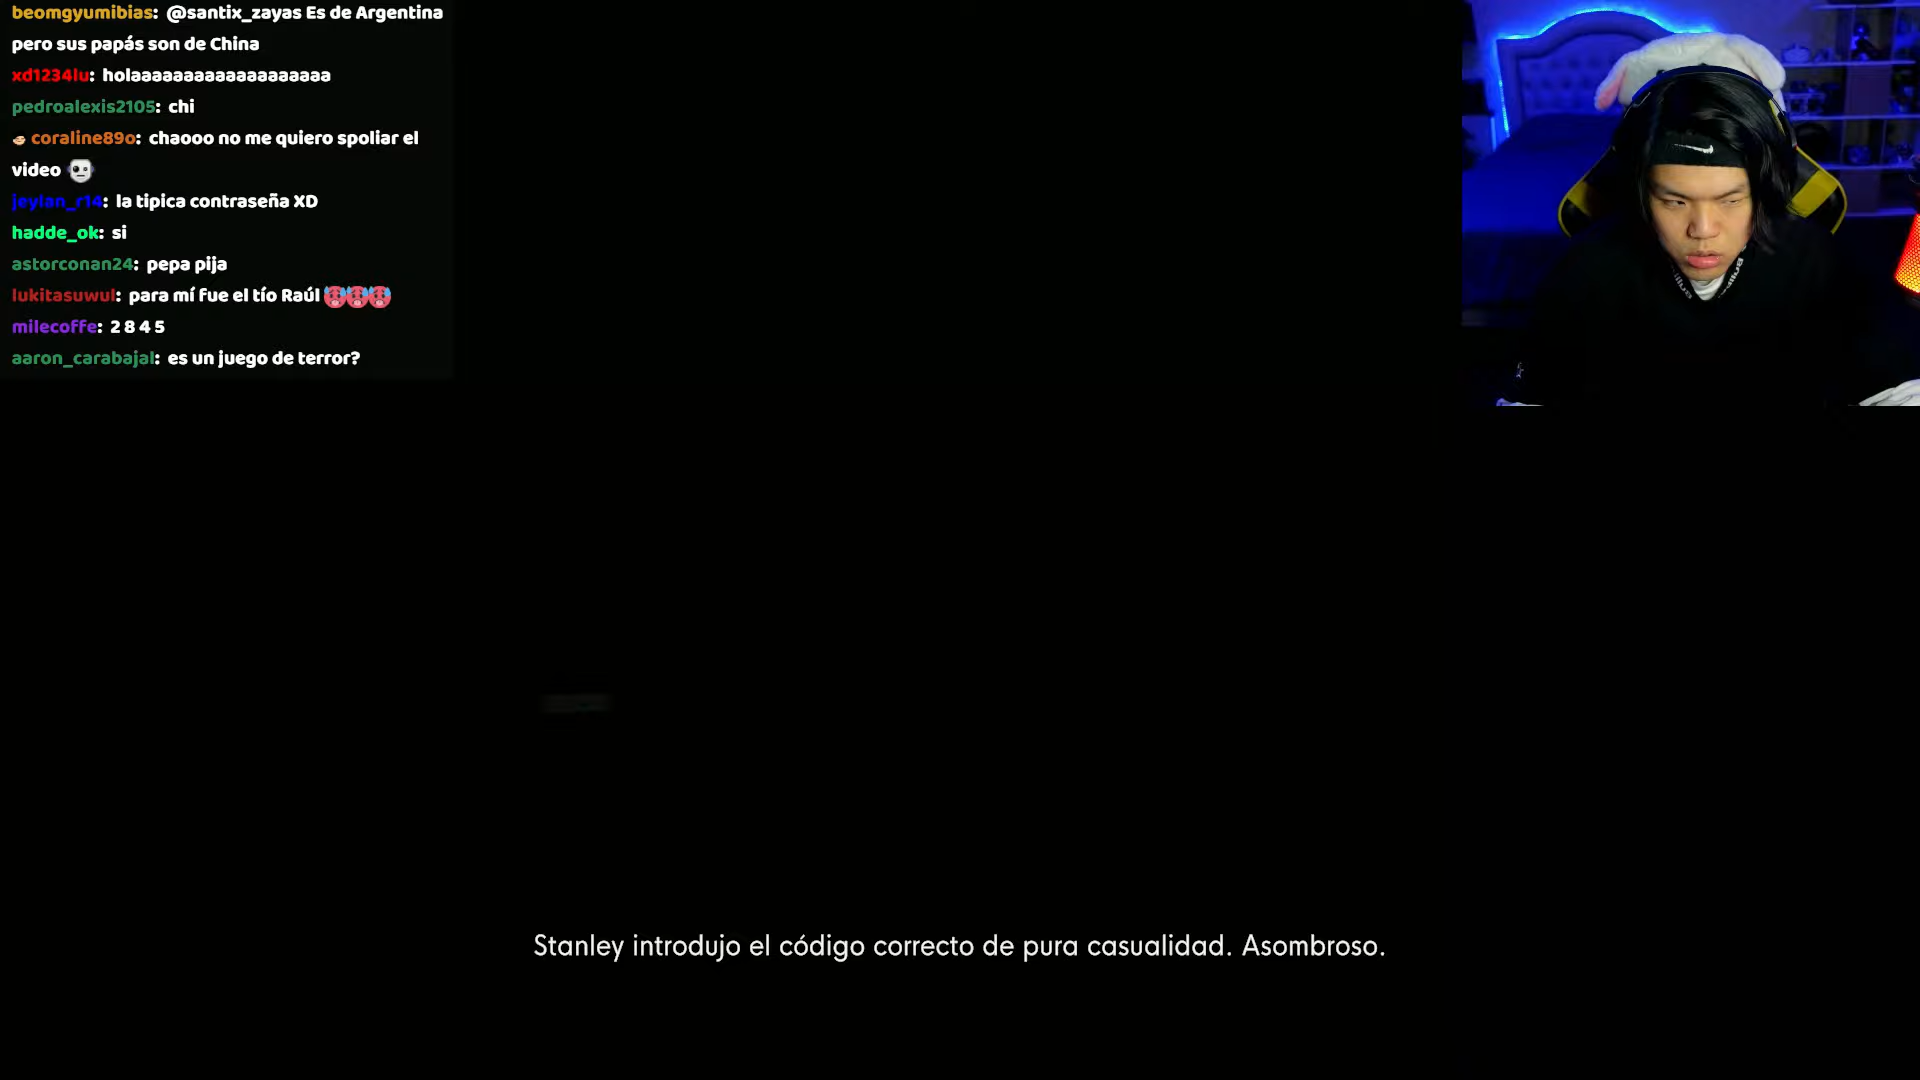 beomgyumibias: @santix_zayas Es de Argentina
pero sus papás son de China
xd1234lu: holaaaaaaaaaaaaaaaaaaa
pedroalexis2105: chi
coraline89o: chaooo no me quiero spoliar el
video
jeylan_r14: la tipica contraseña XD
hadde_ok: si
astorconan24: pepa pija
lukitasuwul: para mí fue el tío Raúl
milecoffe: 2 8 4 5
aaron_carabajal: es un juego de terror?
Stanley introdujo el código correcto de pura casualidad. Asombroso.